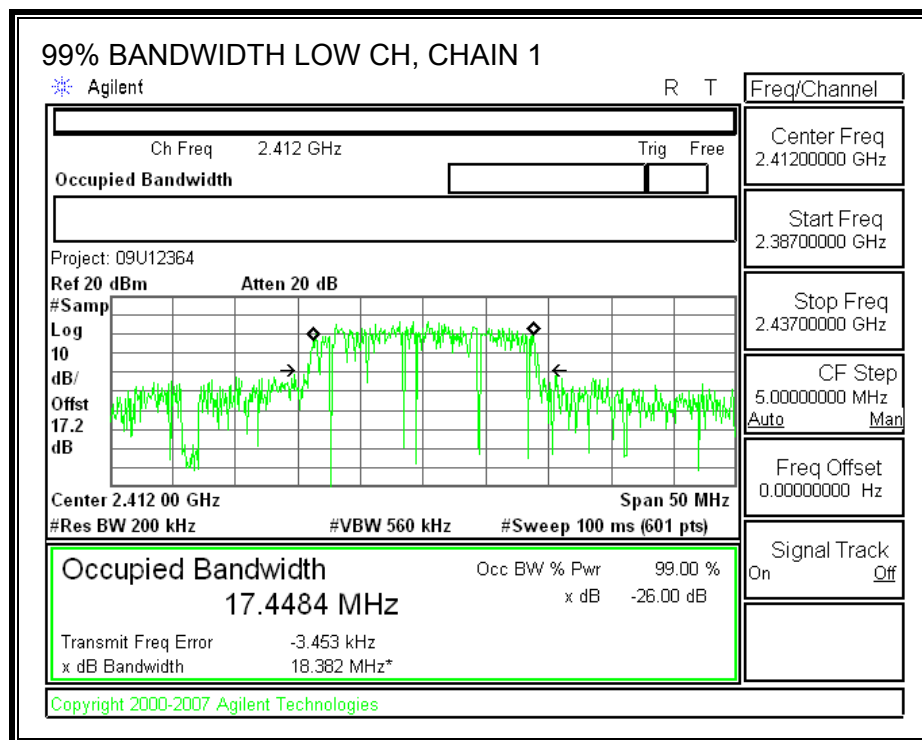 99% BANDWIDTH LOW CH, CHAIN 1
Agilent R T
Ch Freq 2.412 GHz Trig Free
Occupied Bandwidth
Project: 09U12364
Ref 20 dBm Atten 20 dB
#Samp
Log
10
dB/
Offst
17.2
dB
Center 2.412 00 GHz Span 50 MHz
#Res BW 200 kHz #VBW 560 kHz #Sweep 100 ms (601 pts)
Occupied Bandwidth Occ BW % Pwr 99.00 %
17.4484 MHz x dB -26.00 dB
Transmit Freq Error -3.453 kHz
x dB Bandwidth 18.382 MHz*
Copyright 2000-2007 Agilent Technologies
Freq/Channel
Center Freq
2.41200000 GHz
Start Freq
2.38700000 GHz
Stop Freq
2.43700000 GHz
CF Step
5.00000000 MHz
Auto Man
Freq Offset
0.00000000 Hz
Signal Track
On Off